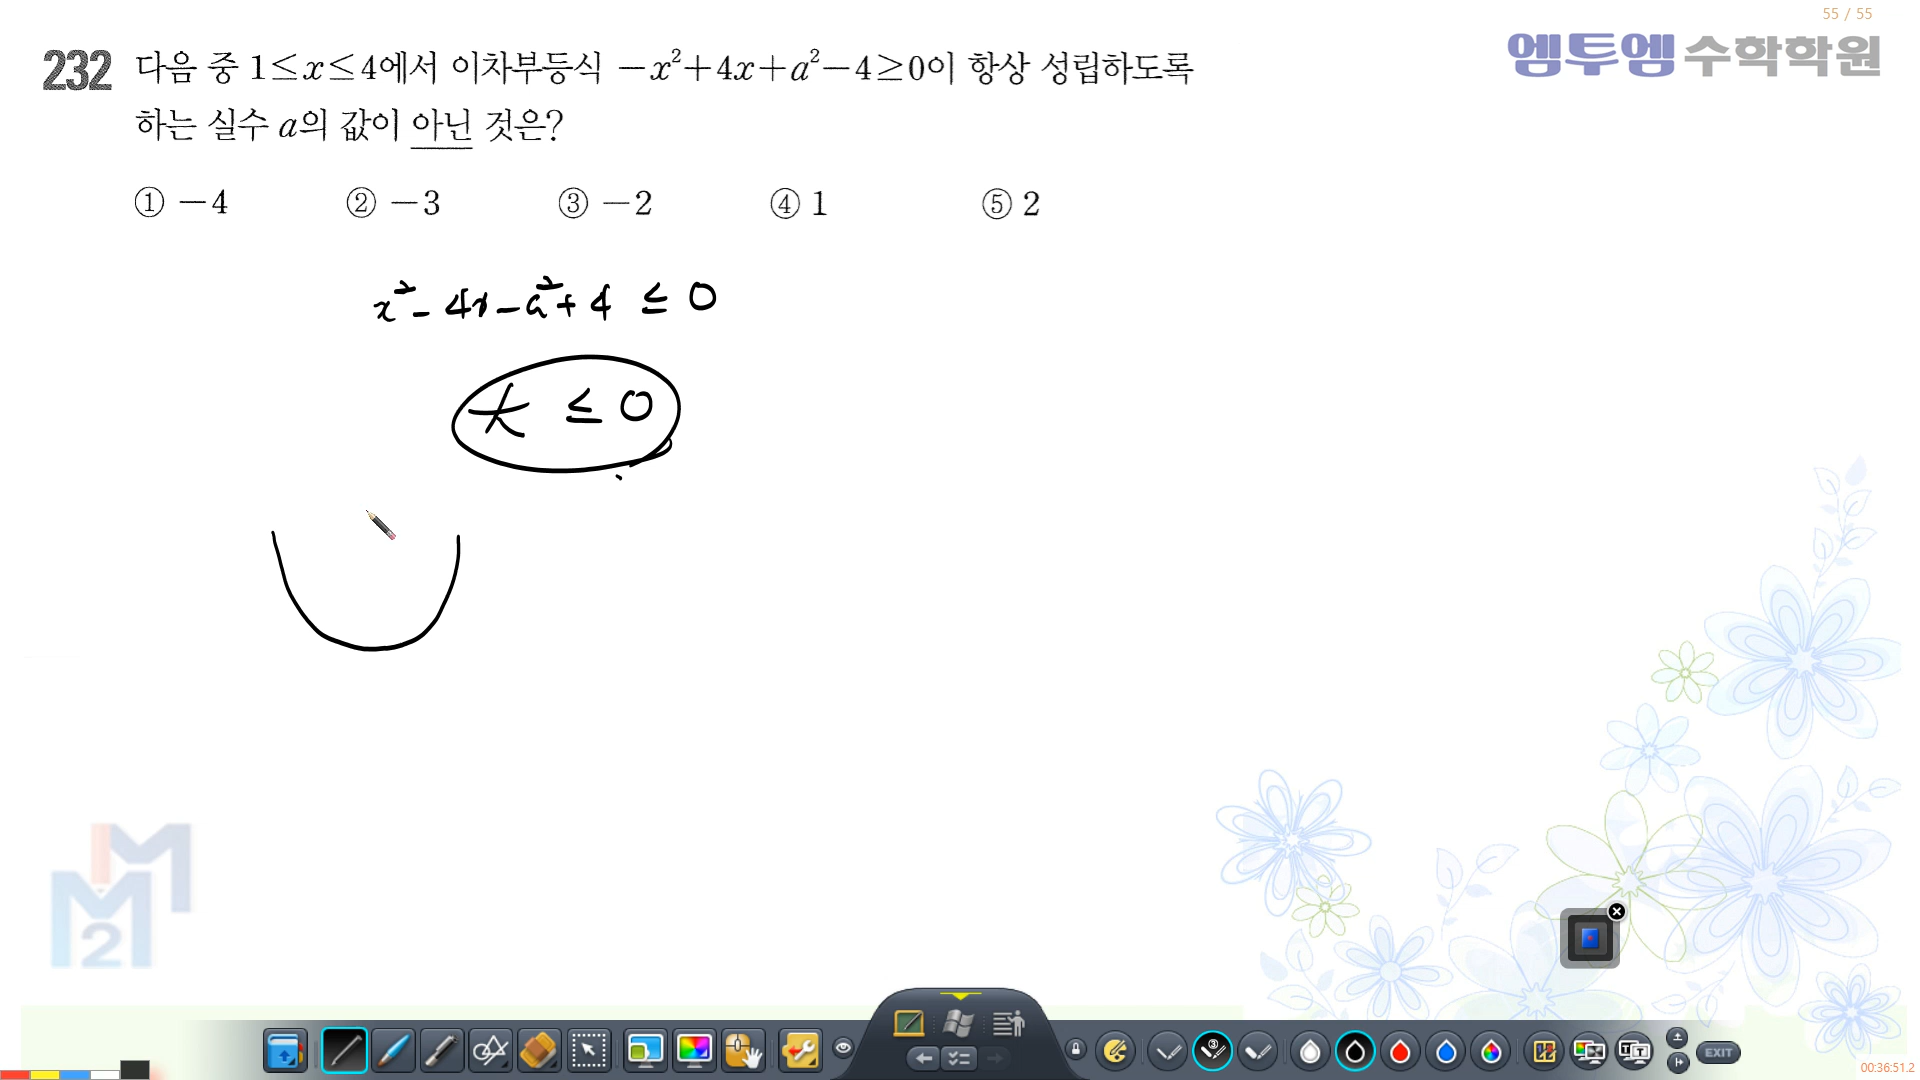 55 / 55
엠투엠 수학학원
232 다음 중 1≤x≤4에서 이차부등식 −x²+4x+a²−4≥0이 항상 성립하도록
하는 실수 a의 값이 아닌 것은?
① −4 ② −3 ③ −2 ④ 1 ⑤ 2
x² − 4x − a² + 4 ≤ 0
≤ 0
M2M
EXIT
00:36:51.2